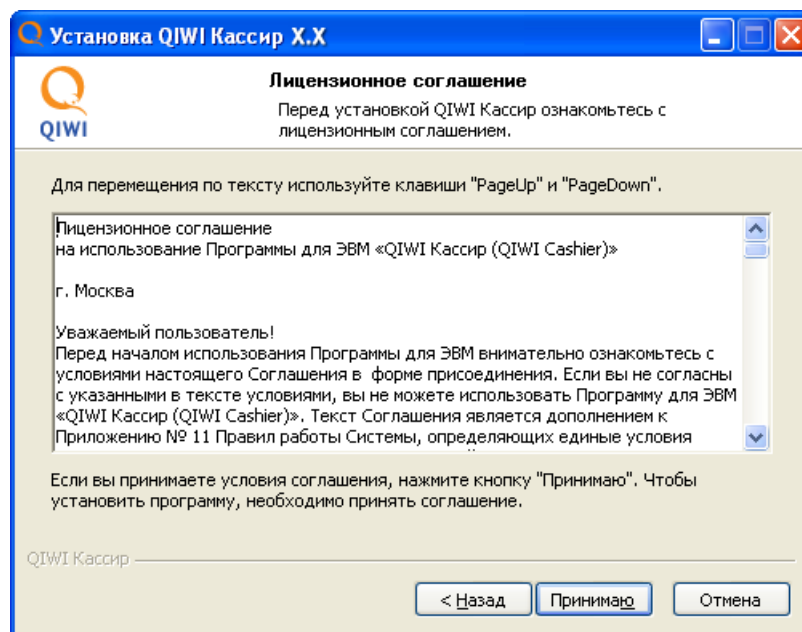 Установка QIWI Кассир X.X
Лицензионное соглашение
Перед установкой QIWI Кассир ознакомьтесь с
лицензионным соглашением.
QIWI
Для перемещения по тексту используйте клавиши "PageUp" и "PageDown".
Лицензионное соглашение
на использование Программы для ЭВМ «QIWI Кассир (QIWI Cashier)»
г. Москва
Уважаемый пользователь!
Перед началом использования Программы для ЭВМ внимательно ознакомьтесь с
условиями настоящего Соглашения в форме присоединения. Если вы не согласны
с указанными в тексте условиями, вы не можете использовать Программу для ЭВМ
«QIWI Кассир (QIWI Cashier)». Текст Соглашения является дополнением к
Приложению № 11 Правил работы Системы, определяющих единые условия
Если вы принимаете условия соглашения, нажмите кнопку "Принимаю". Чтобы
установить программу, необходимо принять соглашение.
QIWI Кассир
< Назад
Принимаю
Отмена